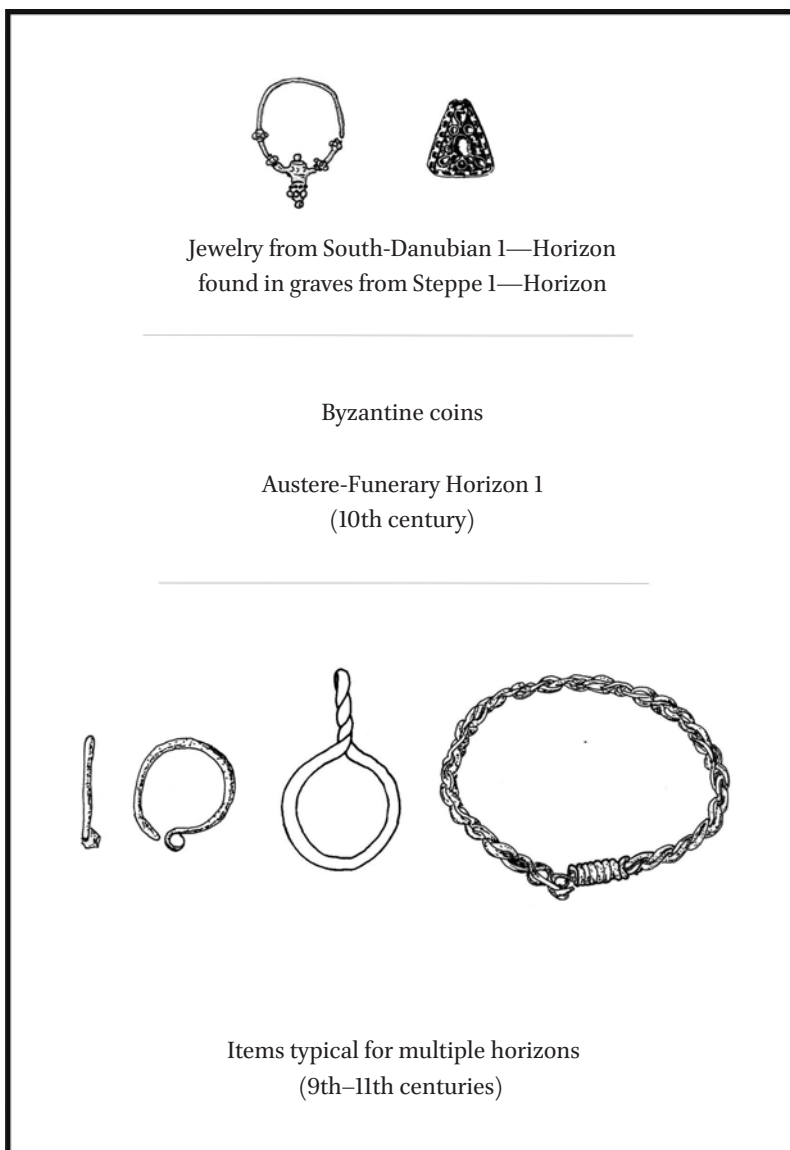 Jewelry from South-Danubian 1—Horizon
found in graves from Steppe 1—Horizon
Byzantine coins
Austere-Funerary Horizon 1
(10th century)
Items typical for multiple horizons
(9th–11th centuries)